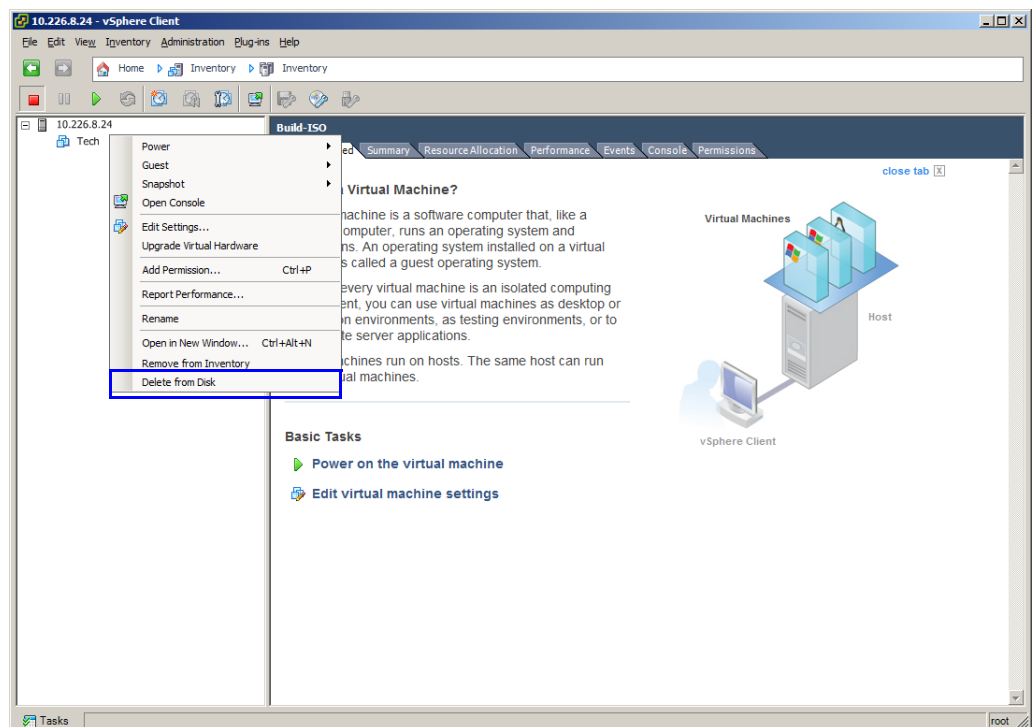 10.226.8.24 - vSphere Client
File Edit View Inventory Administration Plug-ins Help
Home Inventory Inventory
10.226.8.24
Tech
Power
Guest
Snapshot
Open Console
Edit Settings...
Upgrade Virtual Hardware
Add Permission... Ctrl+P
Report Performance...
Rename
Open in New Window... Ctrl+Alt+N
Remove from Inventory
Delete from Disk
Build-ISO
ed Summary Resource Allocation Performance Events Console Permissions
close tab X
Virtual Machine?
machine is a software computer that, like a
omputer, runs an operating system and
ns. An operating system installed on a virtual
s called a guest operating system.
every virtual machine is an isolated computing
ent, you can use virtual machines as desktop or
on environments, as testing environments, or to
te server applications.
achines run on hosts. The same host can run
ual machines.
Basic Tasks
Power on the virtual machine
Edit virtual machine settings
Virtual Machines
Host
vSphere Client
Tasks
root